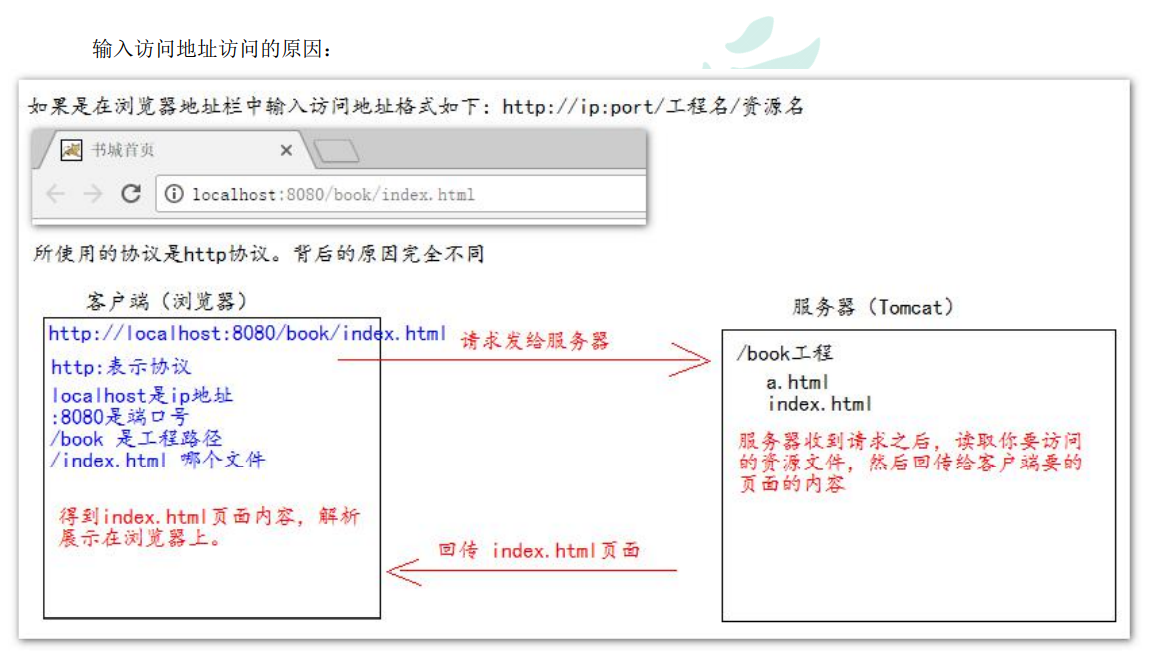 输入访问地址访问的原因：
如果是在浏览器地址栏中输入访问地址格式如下：http://ip:port/工程名/资源名
书城首页
localhost:8080/book/index.html
所使用的协议是http协议。背后的原因完全不同
客户端（浏览器）
服务器（Tomcat）
http://localhost:8080/book/index.html
http:表示协议
localhost是ip地址
:8080是端口号
/book 是工程路径
/index.html 哪个文件
得到index.html页面内容，解析
展示在浏览器上。
请求发给服务器
回传 index.html页面
/book工程
a.html
index.html
服务器收到请求之后，读取你要访问
的资源文件，然后回传给客户端要的
页面的内容